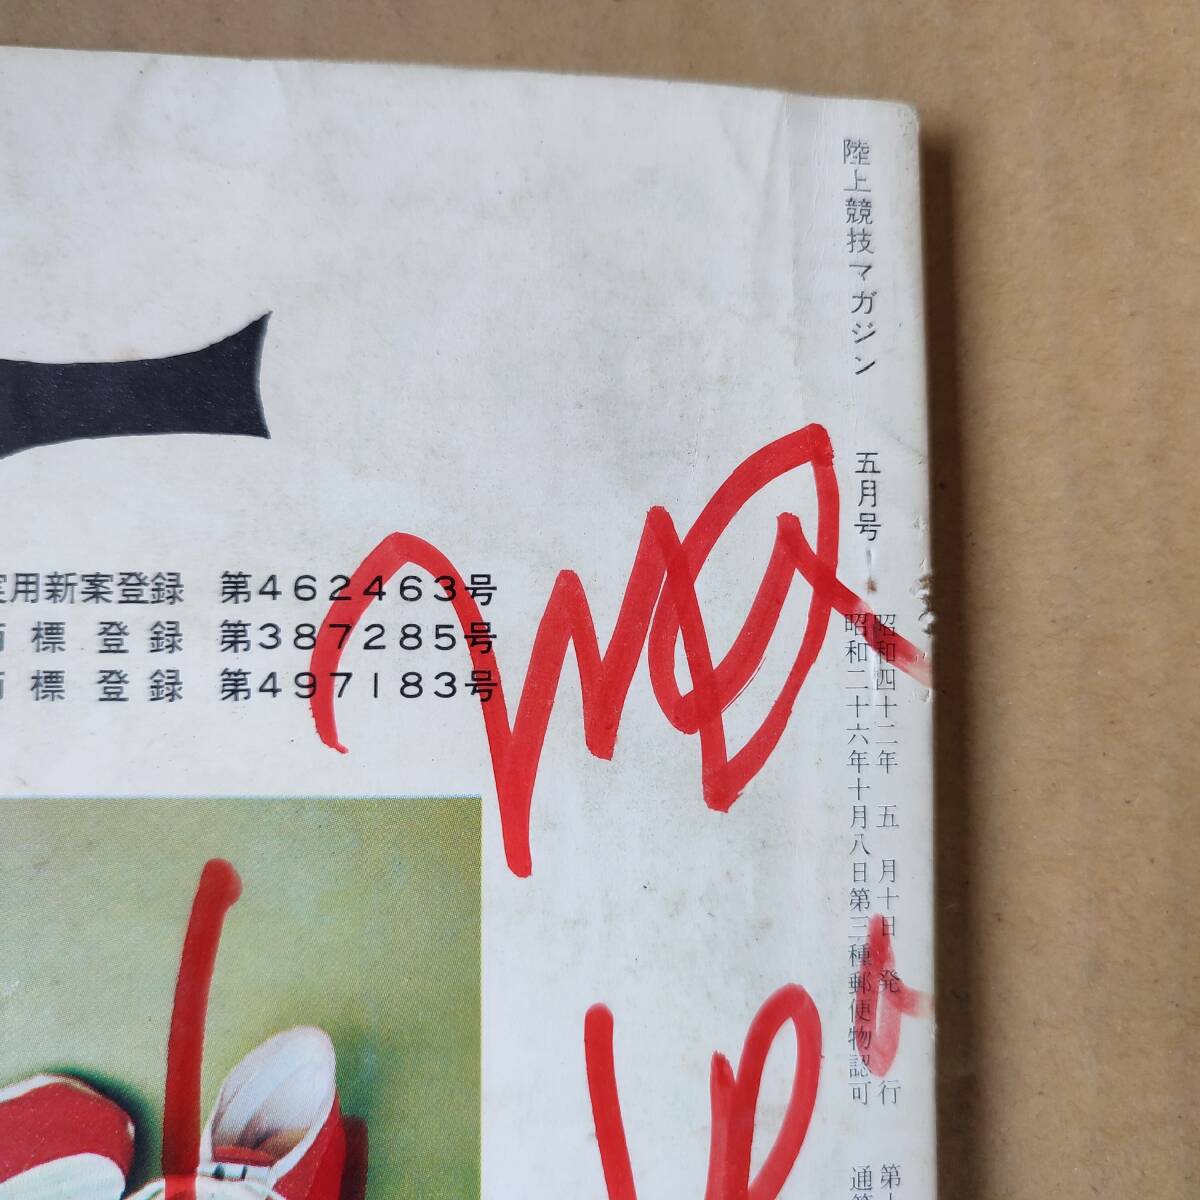 陸上競技マガジン 五月号
昭和四十二年 五 月十日 発 行 第
昭和二十六年十月八日第三種郵便物認可 通
実用新案登録 第462463号
標 登 録 第387285号
標 登 録 第497183号